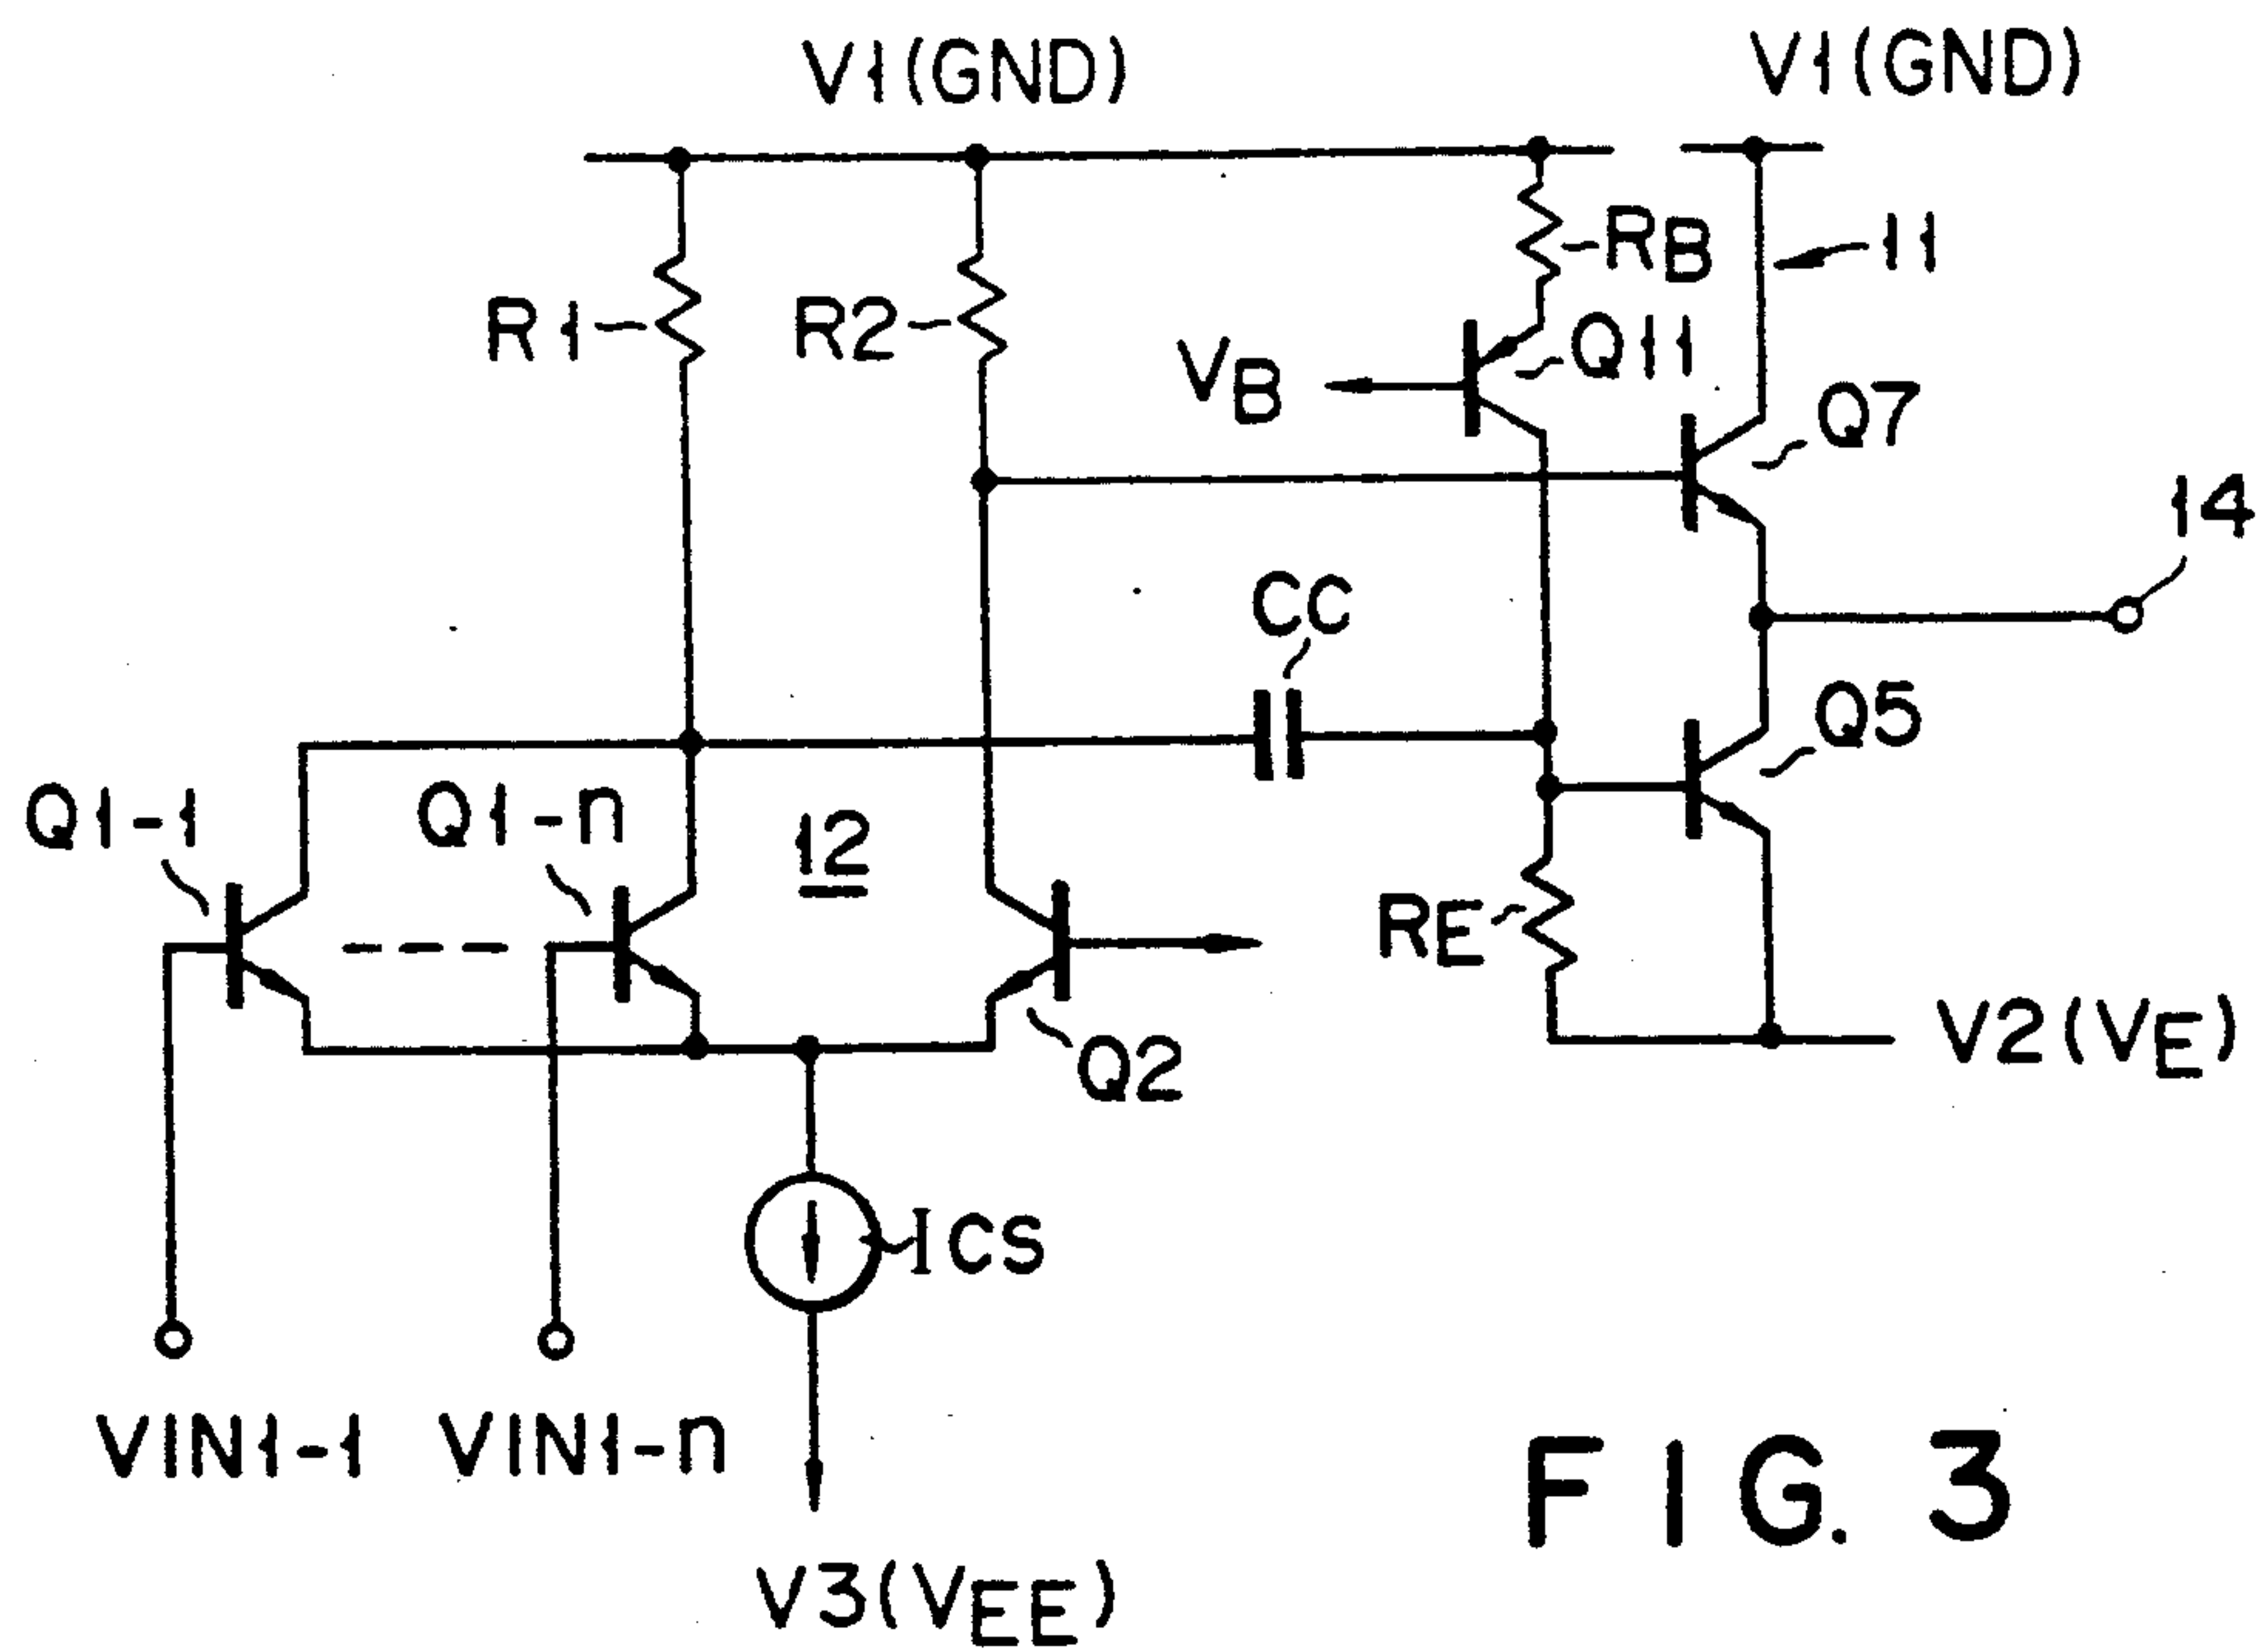 V1(GND)
V1(GND)
RB
11
R1
R2
VB
Q11
Q7
14
CC
Q5
Q1-1
Q1-n
12
RE
V2(VE)
Q2
ICS
VIN1-1
VIN1-n
V3(VEE)
FIG. 3